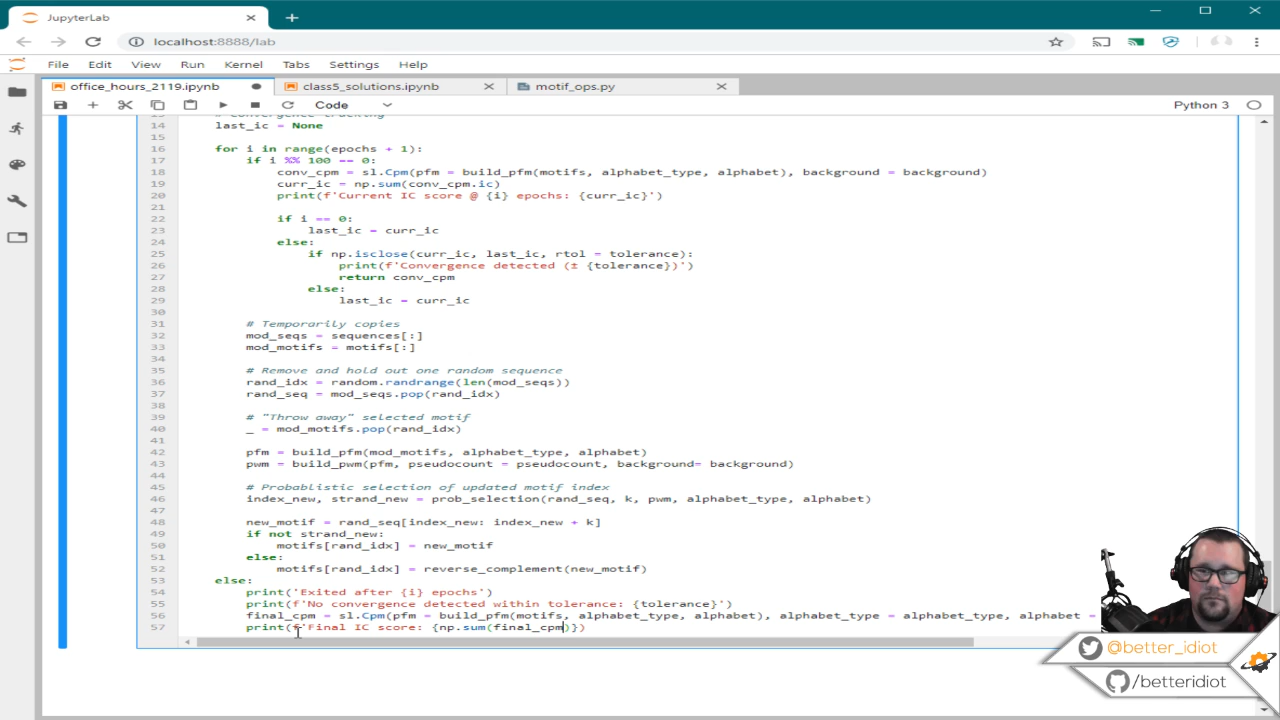 JupyterLab
localhost:8888/lab
File Edit View Run Kernel Tabs Settings Help
office_hours_2119.ipynb class5_solutions.ipynb motif_ops.py
Code Python 3
13 # Convergence tracking
14 last_ic = None
15
16 for i in range(epochs + 1):
17 if i %% 100 == 0:
18 conv_cpm = sl.Cpm(pfm = build_pfm(motifs, alphabet_type, alphabet), background = background)
19 curr_ic = np.sum(conv_cpm.ic)
20 print(f'Current IC score @ {i} epochs: {curr_ic}')
21
22 if i == 0:
23 last_ic = curr_ic
24 else:
25 if np.isclose(curr_ic, last_ic, rtol = tolerance):
26 print(f'Convergence detected (± {tolerance})')
27 return conv_cpm
28 else:
29 last_ic = curr_ic
30
31 # Temporarily copies
32 mod_seqs = sequences[:]
33 mod_motifs = motifs[:]
34
35 # Remove and hold out one random sequence
36 rand_idx = random.randrange(len(mod_seqs))
37 rand_seq = mod_seqs.pop(rand_idx)
38
39 # "Throw away" selected motif
40 _ = mod_motifs.pop(rand_idx)
41
42 pfm = build_pfm(mod_motifs, alphabet_type, alphabet)
43 pwm = build_pwm(pfm, pseudocount = pseudocount, background= background)
44
45 # Probablistic selection of updated motif index
46 index_new, strand_new = prob_selection(rand_seq, k, pwm, alphabet_type, alphabet)
47
48 new_motif = rand_seq[index_new: index_new + k]
49 if not strand_new:
50 motifs[rand_idx] = new_motif
51 else:
52 motifs[rand_idx] = reverse_complement(new_motif)
53 else:
54 print('Exited after {i} epochs')
55 print(f'No convergence detected within tolerance: {tolerance}')
56 final_cpm = sl.Cpm(pfm = build_pfm(motifs, alphabet_type, alphabet), alphabet_type = alphabet_type, alphabet =
57 print(f'Final IC score: {np.sum(final_cpm)})
@better_idiot
/betteridiot